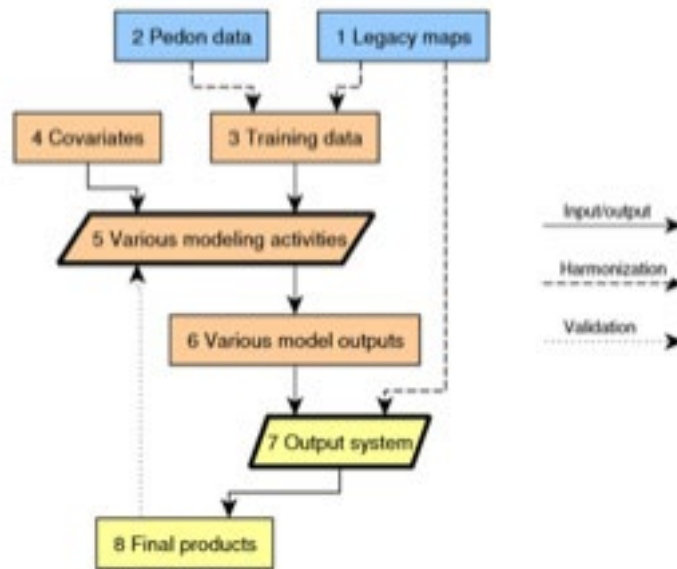 2 Pedon data
1 Legacy maps
4 Covariates
3 Training data
5 Various modeling activities
6 Various model outputs
7 Output system
8 Final products
Input/output
Harmonization
Validation